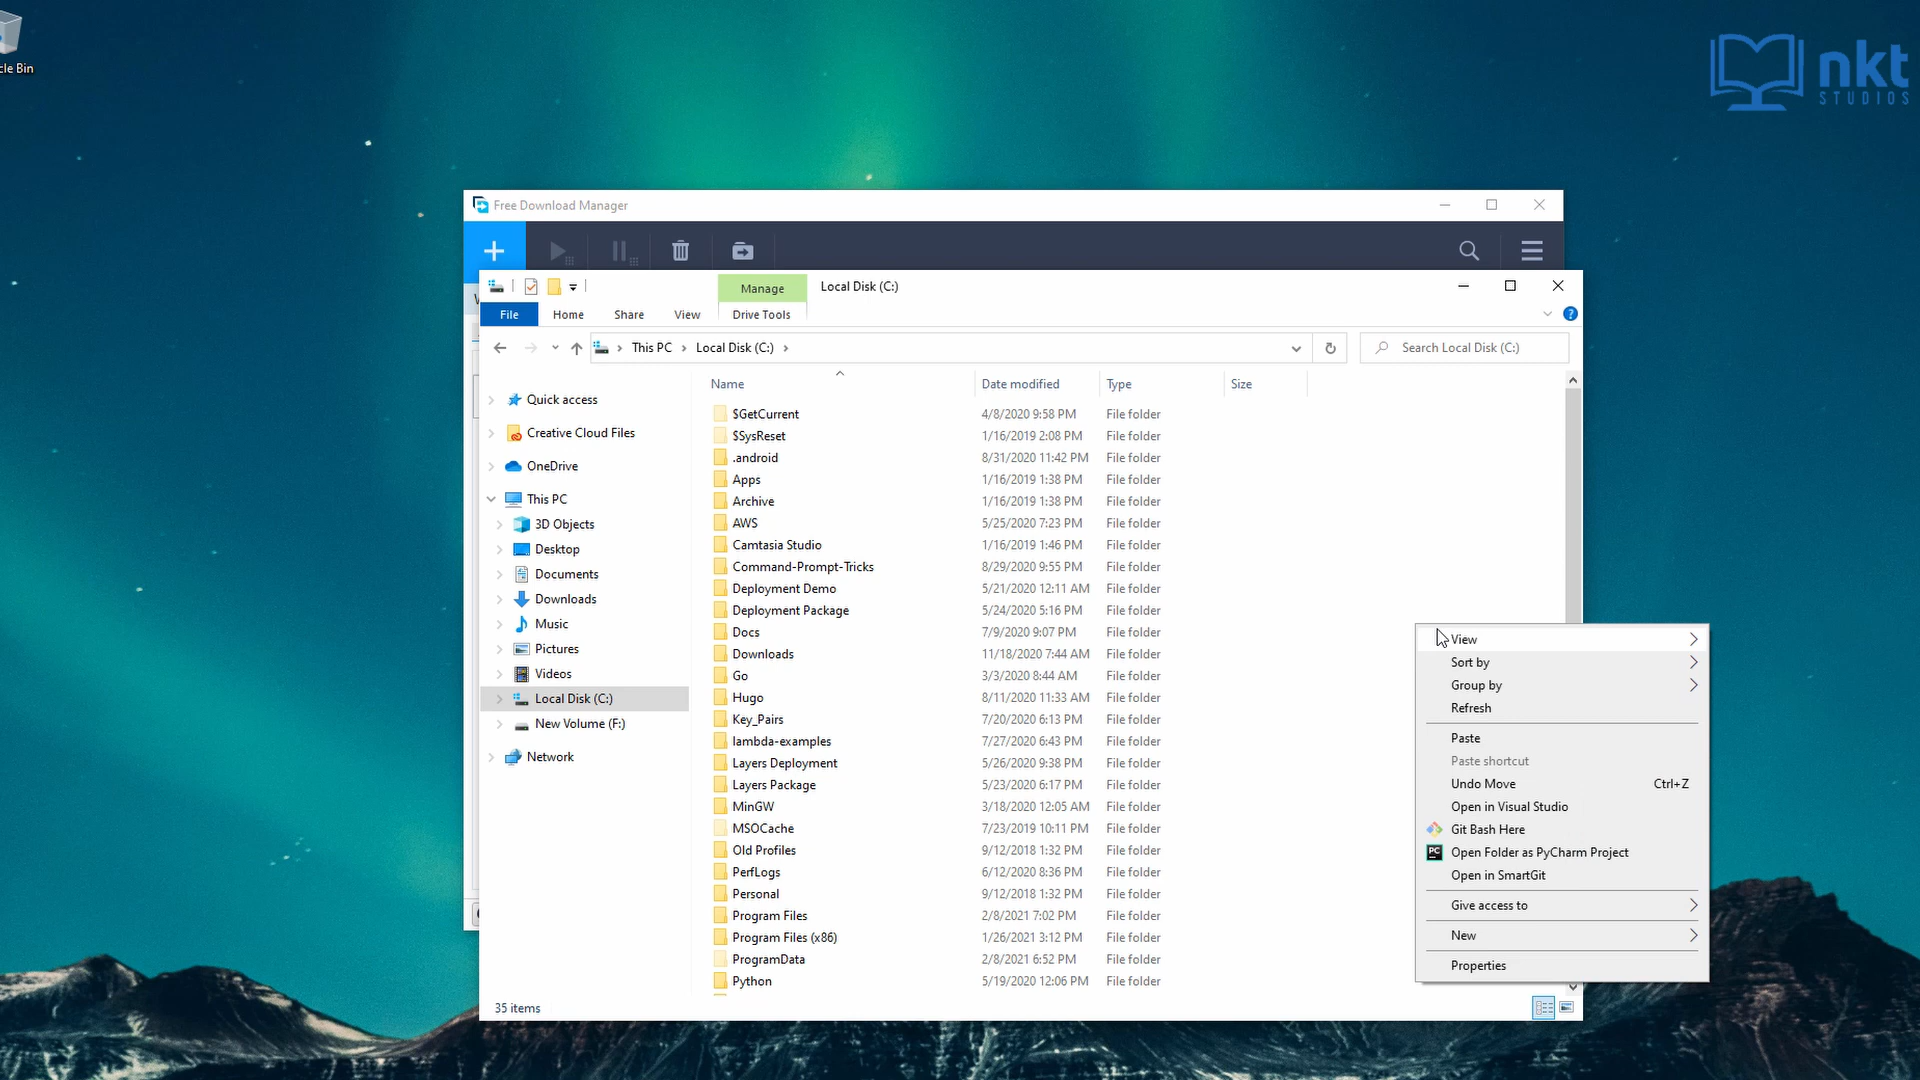 cle Bin
nkt
STUDIOS
Free Download Manager
Manage
Local Disk (C:)
File
Home
Share
View
Drive Tools
This PC
Local Disk (C:)
Search Local Disk (C:)
Name
Date modified
Type
Size
Quick access
Creative Cloud Files
OneDrive
This PC
3D Objects
Desktop
Documents
Downloads
Music
Pictures
Videos
Local Disk (C:)
New Volume (F:)
Network
$GetCurrent 4/8/2020 9:58 PM File folder
$SysReset 1/16/2019 2:08 PM File folder
.android 8/31/2020 11:42 PM File folder
Apps 1/16/2019 1:38 PM File folder
Archive 1/16/2019 1:38 PM File folder
AWS 5/25/2020 7:23 PM File folder
Camtasia Studio 1/16/2019 1:46 PM File folder
Command-Prompt-Tricks 8/29/2020 9:55 PM File folder
Deployment Demo 5/21/2020 12:11 AM File folder
Deployment Package 5/24/2020 5:16 PM File folder
Docs 7/9/2020 9:07 PM File folder
Downloads 11/18/2020 7:44 AM File folder
Go 3/3/2020 8:44 AM File folder
Hugo 8/11/2020 11:33 AM File folder
Key_Pairs 7/20/2020 6:13 PM File folder
lambda-examples 7/27/2020 6:43 PM File folder
Layers Deployment 5/26/2020 9:38 PM File folder
Layers Package 5/23/2020 6:17 PM File folder
MinGW 3/18/2020 12:05 AM File folder
MSOCache 7/23/2019 10:11 PM File folder
Old Profiles 9/12/2018 1:32 PM File folder
PerfLogs 6/12/2020 8:36 PM File folder
Personal 9/12/2018 1:32 PM File folder
Program Files 2/8/2021 7:02 PM File folder
Program Files (x86) 1/26/2021 3:12 PM File folder
ProgramData 2/8/2021 6:52 PM File folder
Python 5/19/2020 12:06 PM File folder
View
Sort by
Group by
Refresh
Paste
Paste shortcut
Undo Move Ctrl+Z
Open in Visual Studio
Git Bash Here
PC Open Folder as PyCharm Project
Open in SmartGit
Give access to
New
Properties
35 items